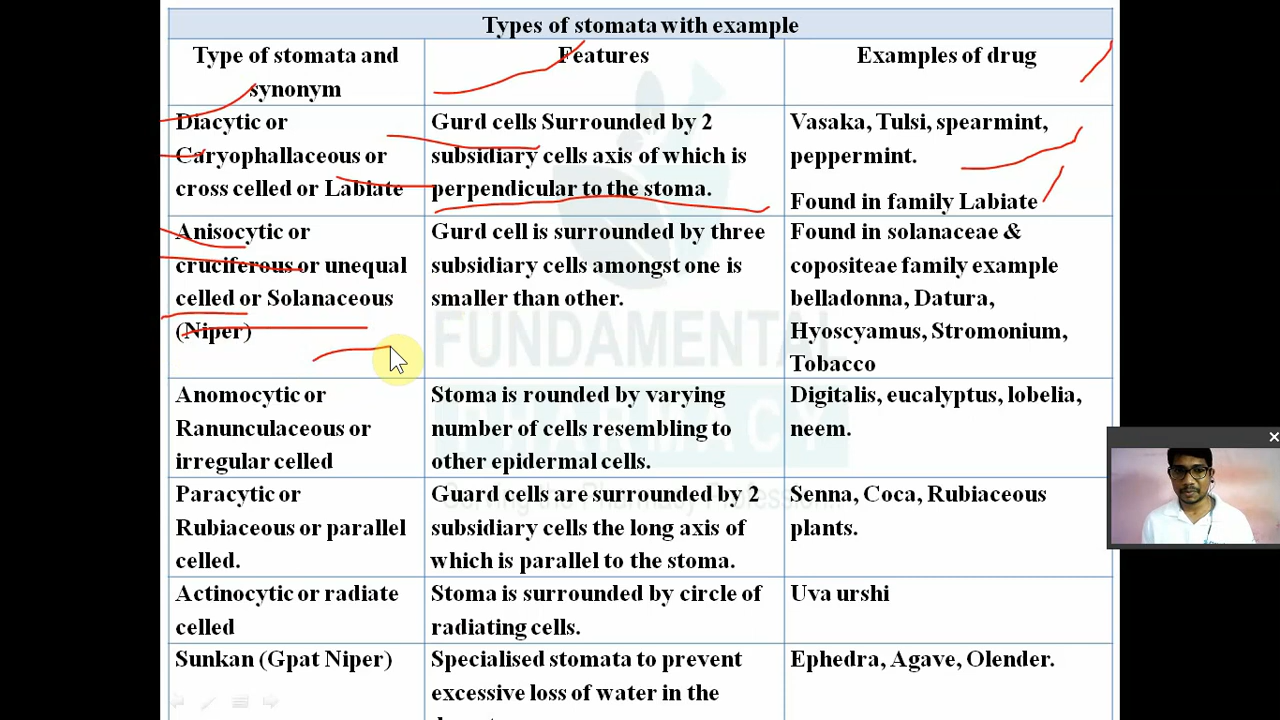 Types of stomata with example
Type of stomata and
synonym
Features
Examples of drug
Diacytic or
Caryophallaceous or
cross celled or Labiate
Gurd cells Surrounded by 2
subsidiary cells axis of which is
perpendicular to the stoma.
Vasaka, Tulsi, spearmint,
peppermint.
Found in family Labiate
Anisocytic or
cruciferous or unequal
celled or Solanaceous
(Niper)
Gurd cell is surrounded by three
subsidiary cells amongst one is
smaller than other.
Found in solanaceae &
copositeae family example
belladonna, Datura,
Hyoscyamus, Stromonium,
Tobacco
Anomocytic or
Ranunculaceous or
irregular celled
Stoma is rounded by varying
number of cells resembling to
other epidermal cells.
Digitalis, eucalyptus, lobelia,
neem.
Paracytic or
Rubiaceous or parallel
celled.
Guard cells are surrounded by 2
subsidiary cells the long axis of
which is parallel to the stoma.
Senna, Coca, Rubiaceous
plants.
Actinocytic or radiate
celled
Stoma is surrounded by circle of
radiating cells.
Uva urshi
Sunkan (Gpat Niper)
Specialised stomata to prevent
excessive loss of water in the
Ephedra, Agave, Olender.
FUNDAMENTAL
PHARMACY